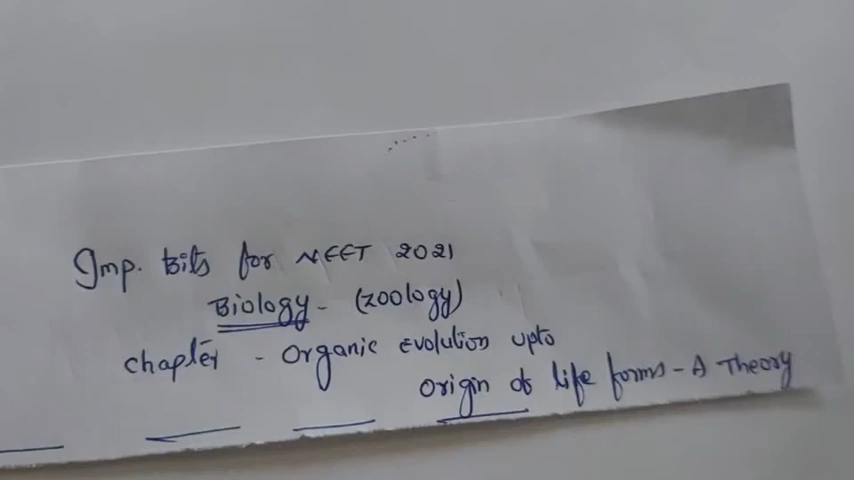 Imp. Bits for NEET 2021
Biology - (zoology)
chapter - Organic evolution upto
origin of life forms - A Theory